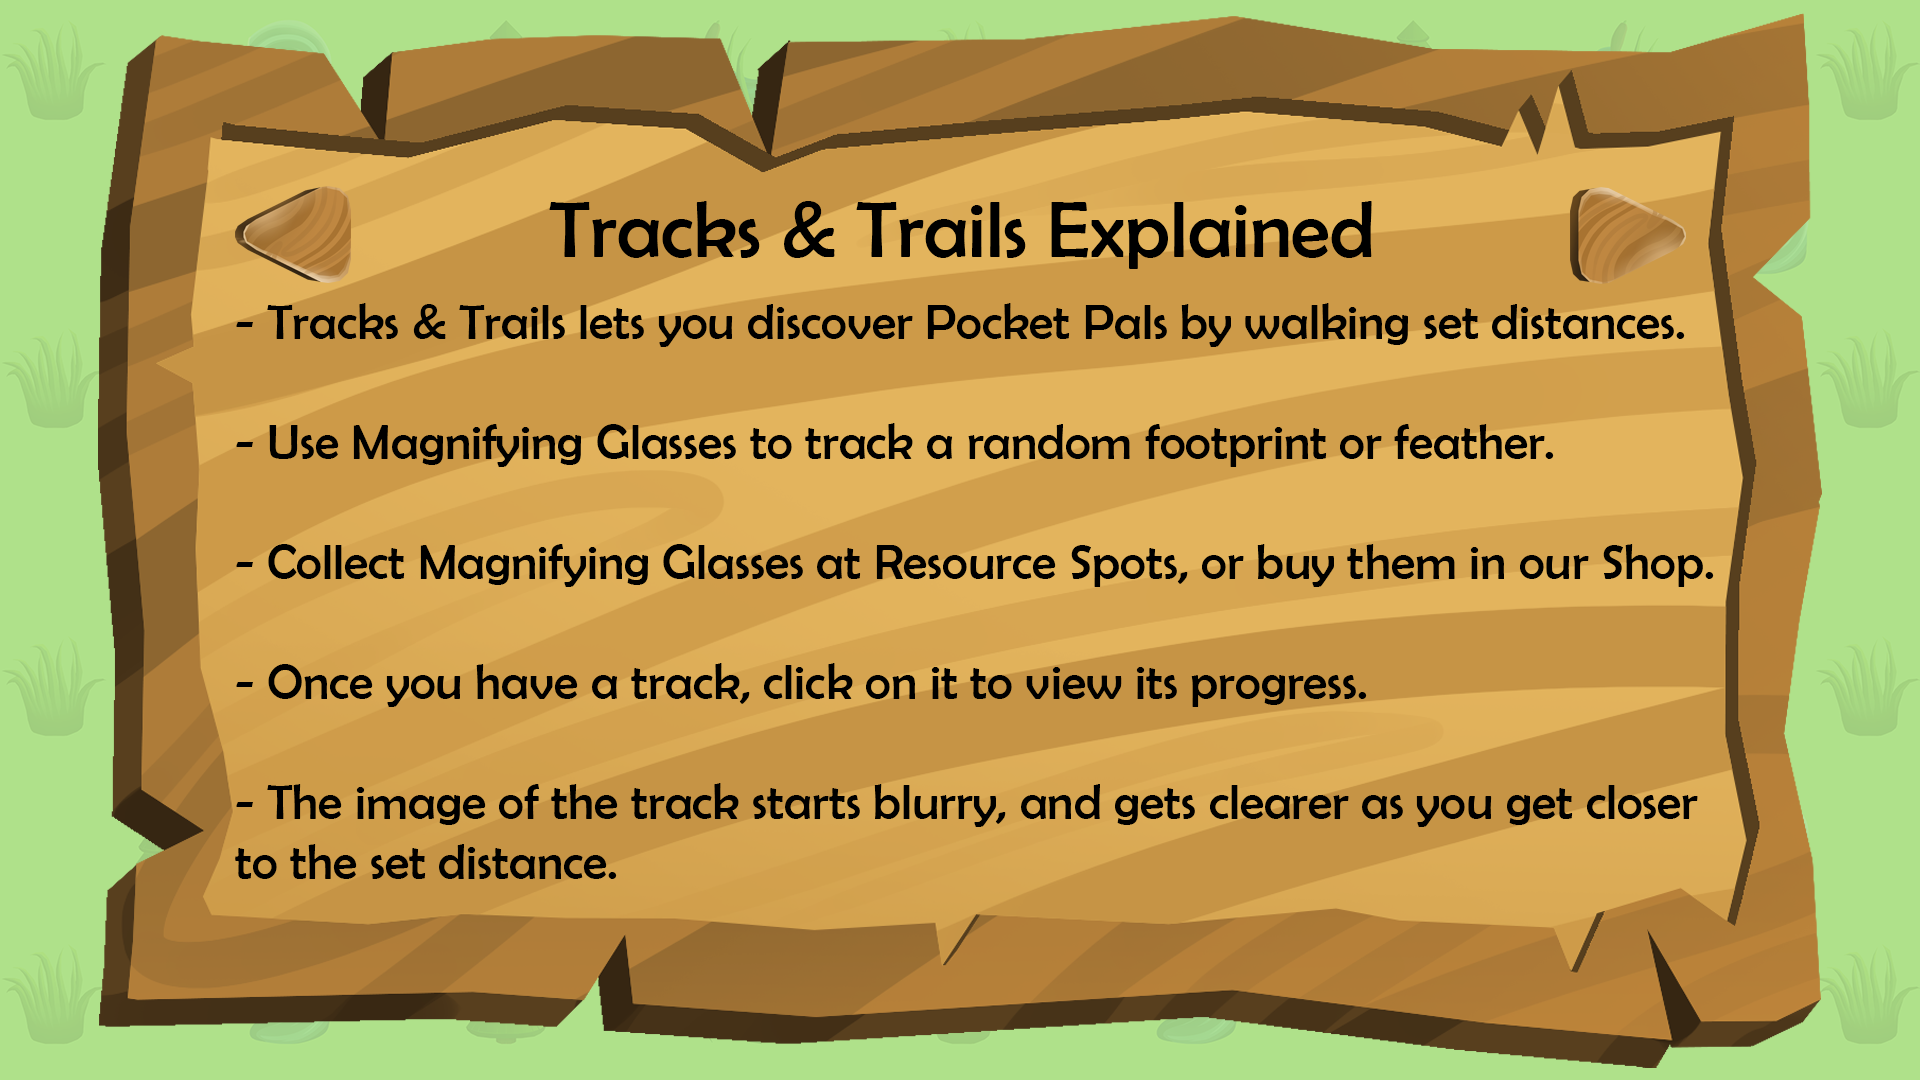 Tracks & Trails Explained
- Tracks & Trails lets you discover Pocket Pals by walking set distances.
- Use Magnifying Glasses to track a random footprint or feather.
- Collect Magnifying Glasses at Resource Spots, or buy them in our Shop.
- Once you have a track, click on it to view its progress.
- The image of the track starts blurry, and gets clearer as you get closer
to the set distance.